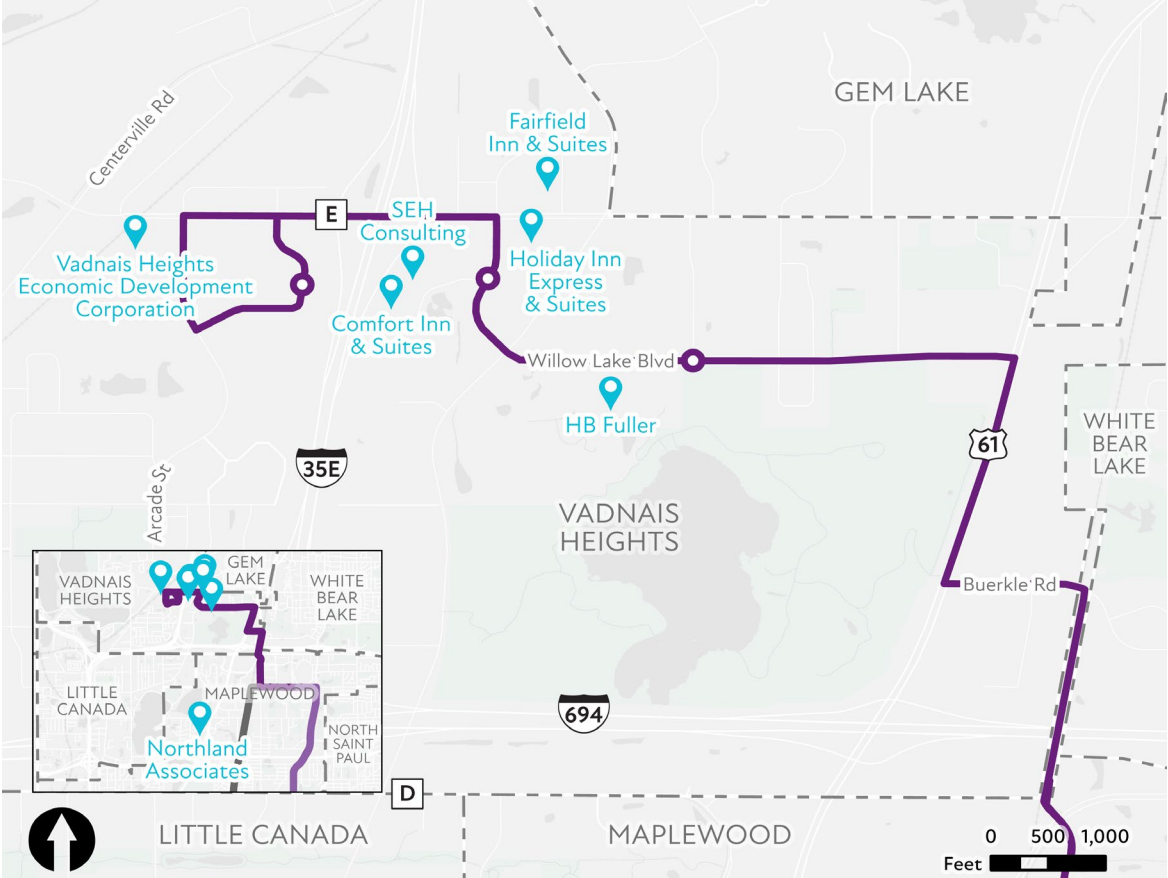 GEM LAKE
Centerville Rd
Fairfield
Inn & Suites
E
SEH
Consulting
Vadnais Heights
Economic Development
Corporation
Holiday Inn
Express
& Suites
Comfort Inn
& Suites
Willow Lake Blvd
HB Fuller
61
WHITE
BEAR
LAKE
35E
Arcade St
VADNAIS
HEIGHTS
Buerkle Rd
VADNAIS
HEIGHTS
GEM
LAKE
WHITE
BEAR
LAKE
LITTLE
CANADA
MAPLEWOOD
NORTH
SAINT
PAUL
Northland
Associates
694
D
LITTLE CANADA
MAPLEWOOD
0 500 1,000
Feet